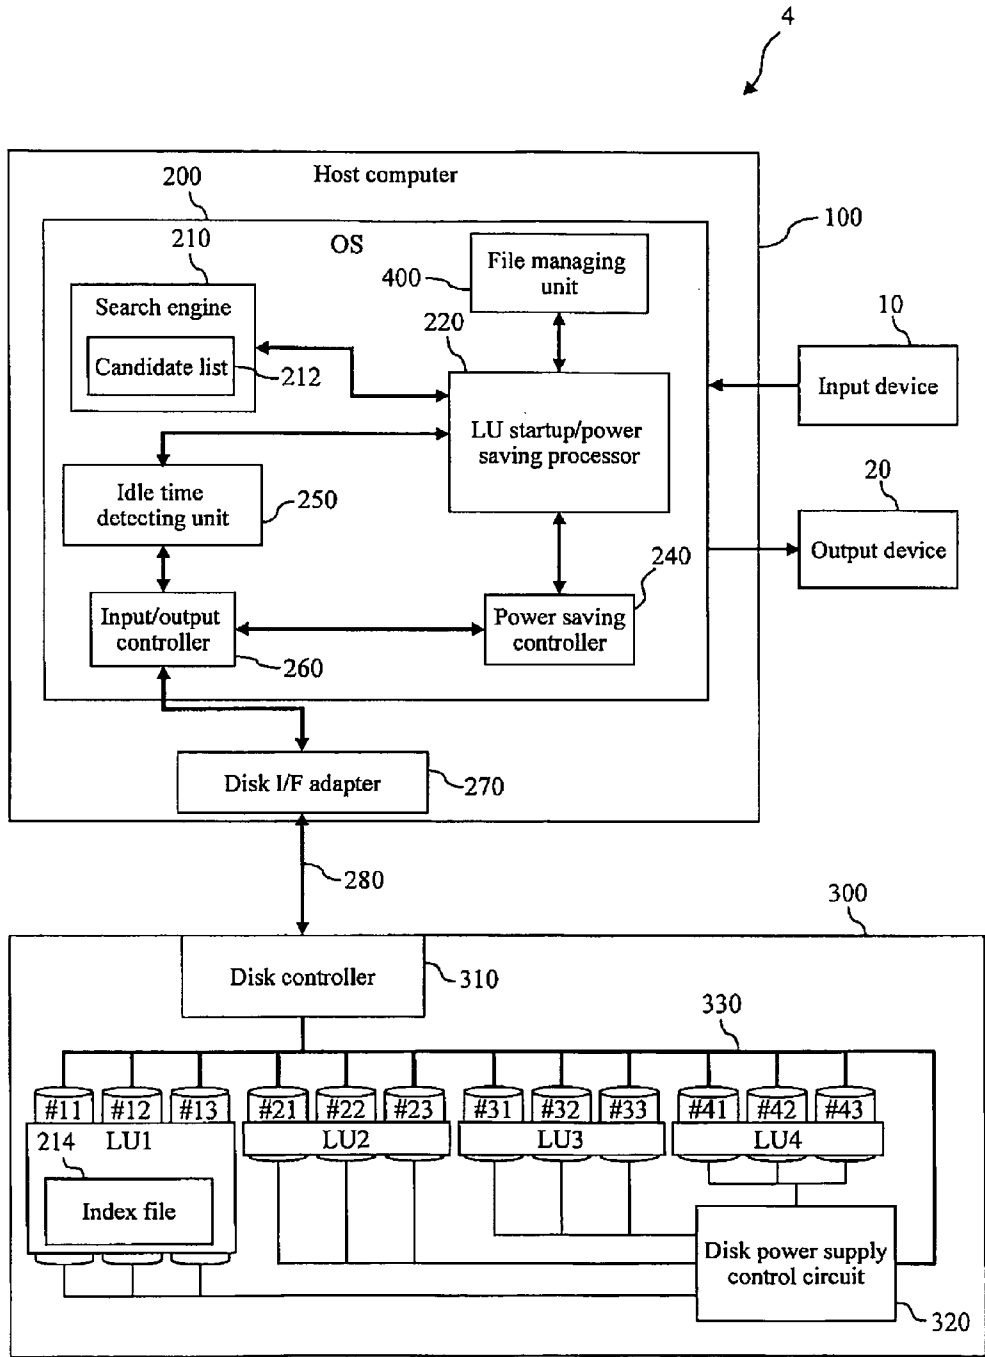 4
Host computer
200
100
OS
210
File managing
unit
400
Search engine
220
10
Candidate list
212
Input device
LU startup/power
saving processor
20
Idle time
detecting unit
250
Output device
240
Input/output
controller
Power saving
controller
260
Disk I/F adapter
270
280
300
Disk controller
310
330
#11 #12 #13 #21 #22 #23 #31 #32 #33 #41 #42 #43
214 LU1 LU2 LU3 LU4
Index file
Disk power supply
control circuit
320